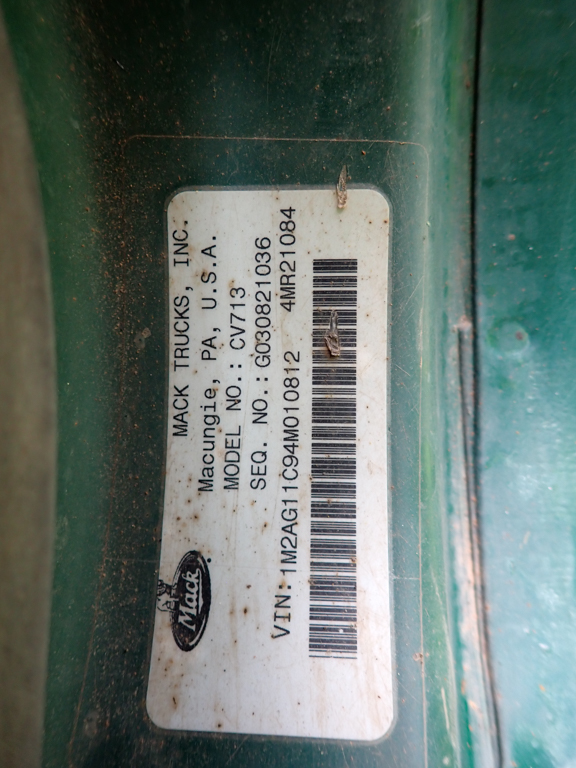 MACK TRUCKS, INC.
Macungie, PA, U.S.A.
MODEL NO.: CV713
SEQ. NO.: G030821036
VIN: 1M2AG11C94M010812 4MR21084
Mack